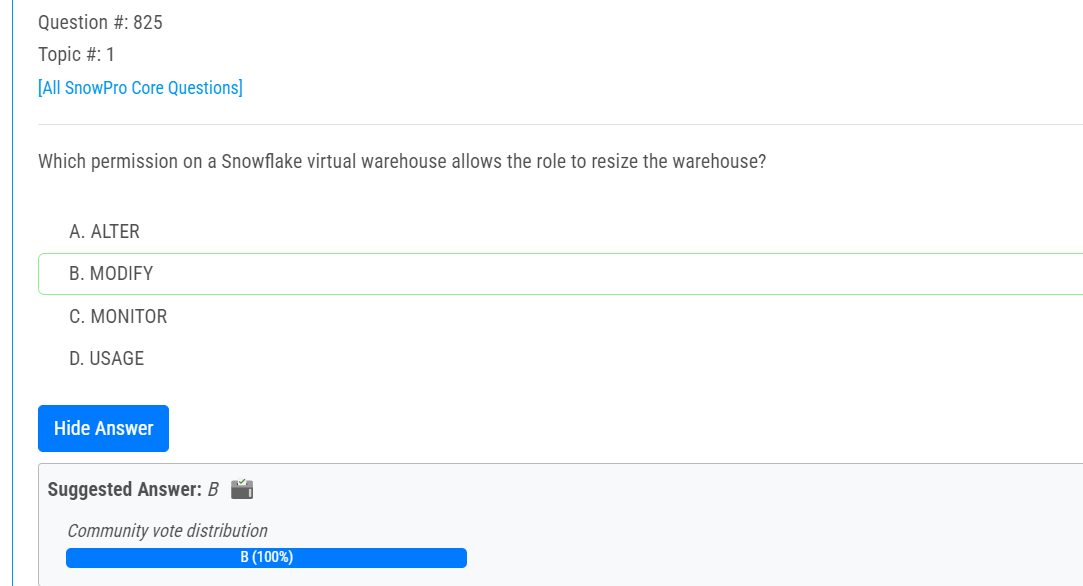 Question #: 825
Topic #: 1
[All SnowPro Core Questions]
Which permission on a Snowflake virtual warehouse allows the role to resize the warehouse?
A. ALTER
B. MODIFY
C. MONITOR
D. USAGE
Hide Answer
Suggested Answer: B
Community vote distribution
B (100%)